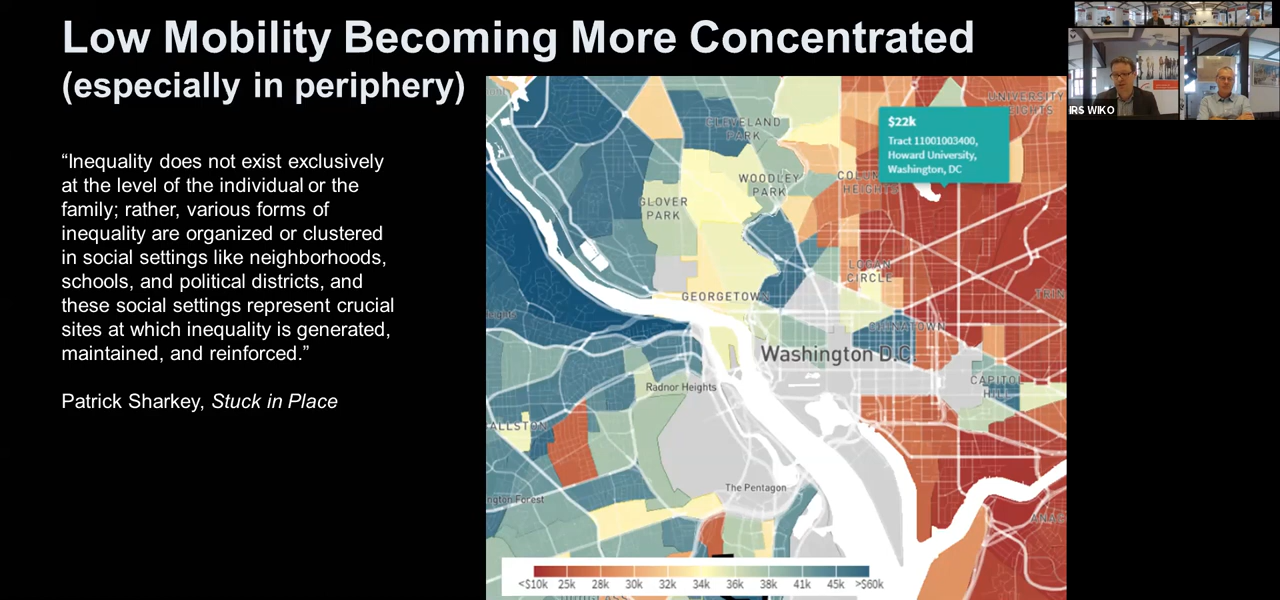 Low Mobility Becoming More Concentrated
(especially in periphery)
“Inequality does not exist exclusively
at the level of the individual or the
family; rather, various forms of
inequality are organized or clustered
in social settings like neighborhoods,
schools, and political districts, and
these social settings represent crucial
sites at which inequality is generated,
maintained, and reinforced.”
Patrick Sharkey, Stuck in Place
UNIVERSITY
HEIGHTS
CLEVELAND
PARK
$22k
Tract 11001003400,
Howard University,
Washington, DC
WOODLEY
PARK
COLUM
HEIGHTS
GLOVER
PARK
LOGAN
CIRCLE
GEORGETOWN
TRIN
CHINATOWN
Washington D.C.
Radnor Heights
CAPITOL
HILL
ALLSTON
The Pentagon
ngton Forest
ANAC
<$10k 25k 28k 30k 32k 34k 36k 38k 41k 45k >$60k
HRS WIKO